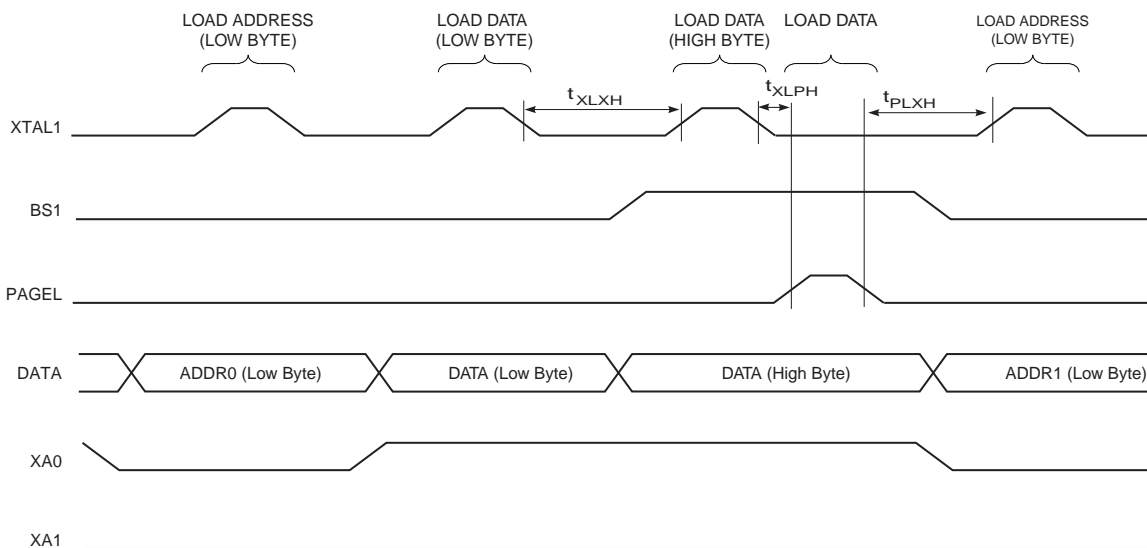 LOAD ADDRESS
(LOW BYTE)
LOAD DATA
(LOW BYTE)
LOAD DATA
(HIGH BYTE)
LOAD DATA
LOAD ADDRESS
(LOW BYTE)
tXLXH
tXLPH
tPLXH
XTAL1
BS1
PAGEL
DATA
ADDR0 (Low Byte)
DATA (Low Byte)
DATA (High Byte)
ADDR1 (Low Byte)
XA0
XA1